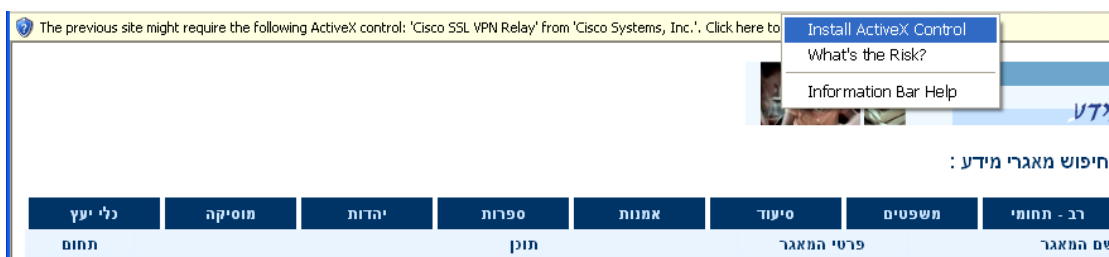 The previous site might require the following ActiveX control: 'Cisco SSL VPN Relay' from 'Cisco Systems, Inc.'. Click here to
Install ActiveX Control
What's the Risk?
Information Bar Help
חיפוש מאגרי מידע :
רב - תחומי משפטים סיעוד אמנות ספרות יהדות מוסיקה כלי יעץ
שם המאגר פרטי המאגר תוכן תחום